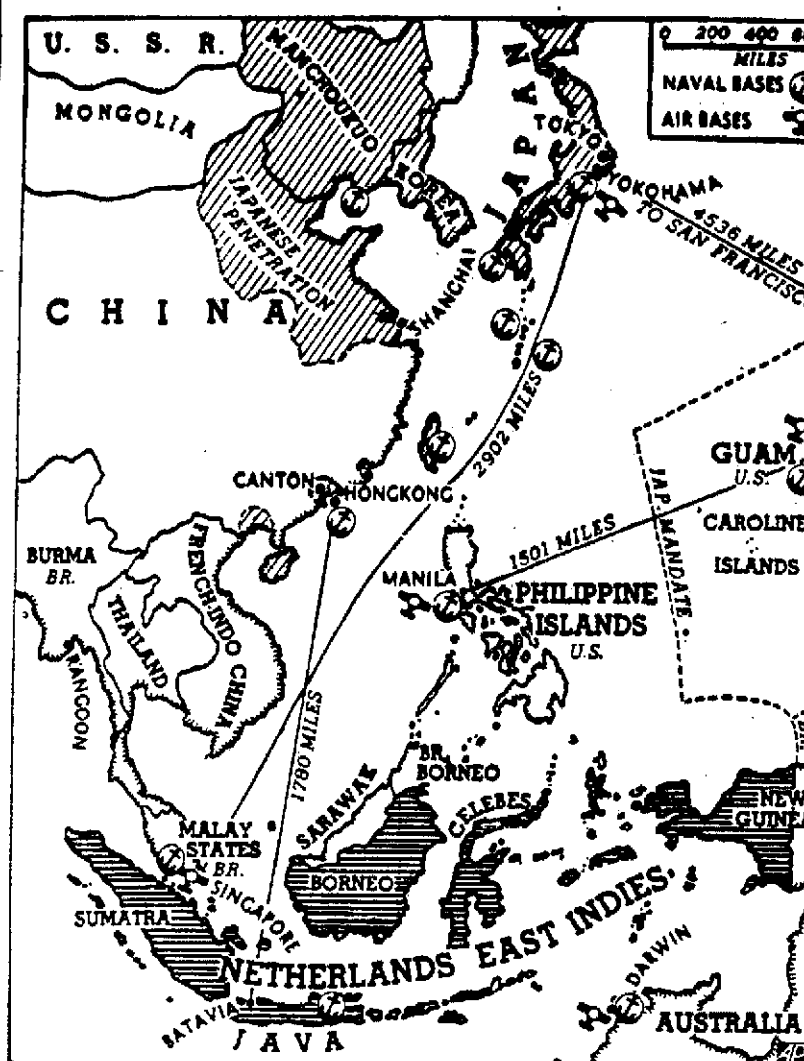 U. S. S. R.
MONGOLIA
MANCHOUKUO
JAPANESE
PENETRATION
KOREA
JAPAN
TOKYO
YOKOHAMA
0 200 400
MILES
NAVAL BASES
AIR BASES
4536 MILES
TO SAN FRANCISC
CHINA
SHANGHAI
2902 MILES
CANTON
HONGKONG
GUAM
U.S.
CAROLINE
ISLANDS
JAP. MANDATE
1501 MILES
MANILA
PHILIPPINE
ISLANDS
U.S.
BURMA
BR.
FRENCH-INDO CHINA
THAILAND
RANGOON
1780 MILES
BR.
BORNEO
SARAWAK
CELEBES
NEW
GUINEA
MALAY
STATES
BR.
SINGAPORE
SUMATRA
BORNEO
NETHERLANDS EAST INDIES
BATAVIA
JAVA
DARWIN
AUSTRALIA